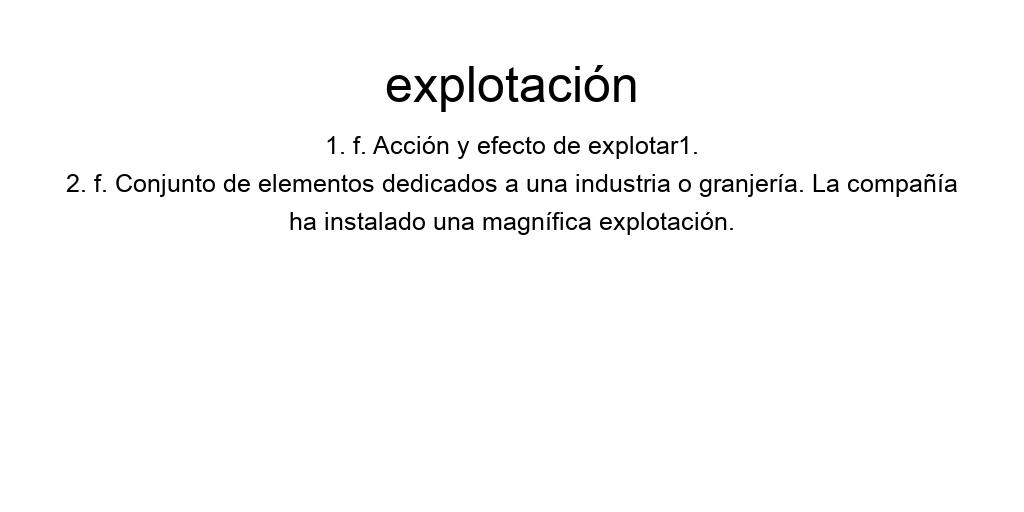 explotación
1. f. Acción y efecto de explotar1.
2. f. Conjunto de elementos dedicados a una industria o granjería. La compañía
ha instalado una magnífica explotación.